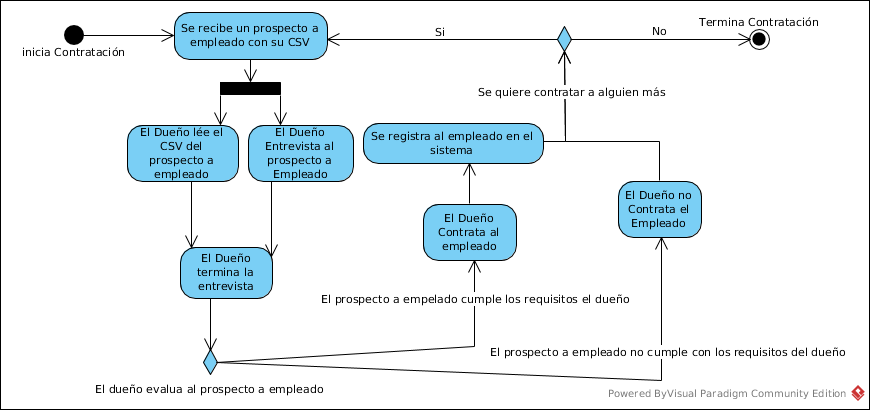 inicia Contratación
Se recibe un prospecto a
empleado con su CSV
Si
No
Termina Contratación
Se quiere contratar a alguien más
El Dueño lée el
CSV del
prospecto a
empleado
El Dueño
Entrevista al
prospecto a
Empleado
Se registra al empleado en el
sistema
El Dueño no
Contrata el
Empleado
El Dueño
Contrata al
empleado
El Dueño
termina la
entrevista
El prospecto a empelado cumple los requisitos el dueño
El prospecto a empleado no cumple con los requisitos del dueño
El dueño evalua al prospecto a empleado
Powered ByVisual Paradigm Community Edition